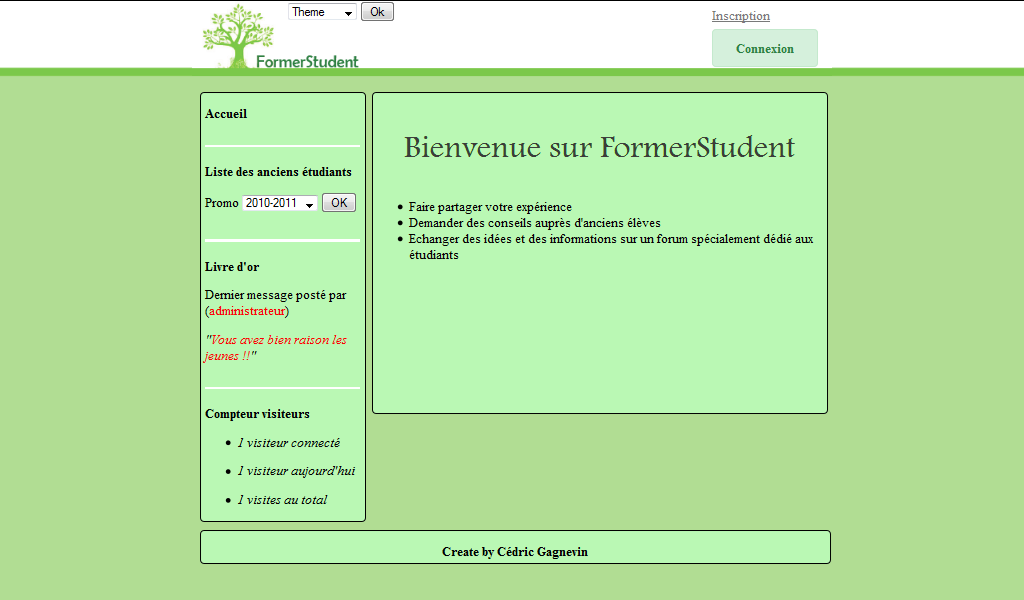 Theme Ok
FormerStudent
Inscription
Connexion
Accueil
Liste des anciens étudiants
Promo 2010-2011 OK
Livre d'or
Dernier message posté par
(administrateur)
"Vous avez bien raison les
jeunes !!"
Compteur visiteurs
1 visiteur connecté
1 visiteur aujourd'hui
1 visites au total
Bienvenue sur FormerStudent
Faire partager votre expérience
Demander des conseils auprès d'anciens élèves
Echanger des idées et des informations sur un forum spécialement dédié aux
étudiants
Create by Cédric Gagnevin